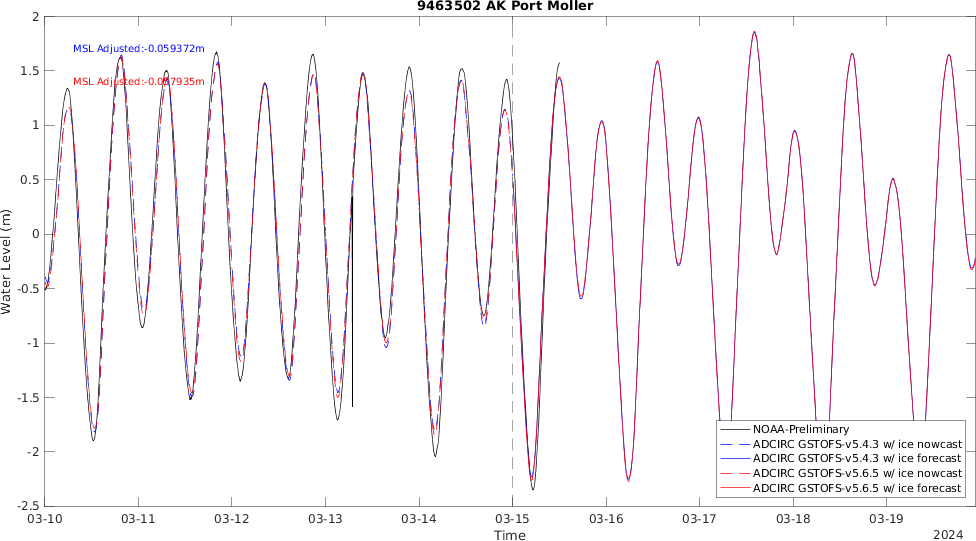 9463502 AK Port Moller
MSL Adjusted:-0.059372m
MSL Adjusted:-0.057935m
Water Level (m)
2
1.5
1
0.5
0
-0.5
-1
-1.5
-2
-2.5
03-10 03-11 03-12 03-13 03-14 03-15 03-16 03-17 03-18 03-19
Time
2024
NOAA-Preliminary
ADCIRC GSTOFS-v5.4.3 w/ ice nowcast
ADCIRC GSTOFS-v5.4.3 w/ ice forecast
ADCIRC GSTOFS-v5.6.5 w/ ice nowcast
ADCIRC GSTOFS-v5.6.5 w/ ice forecast